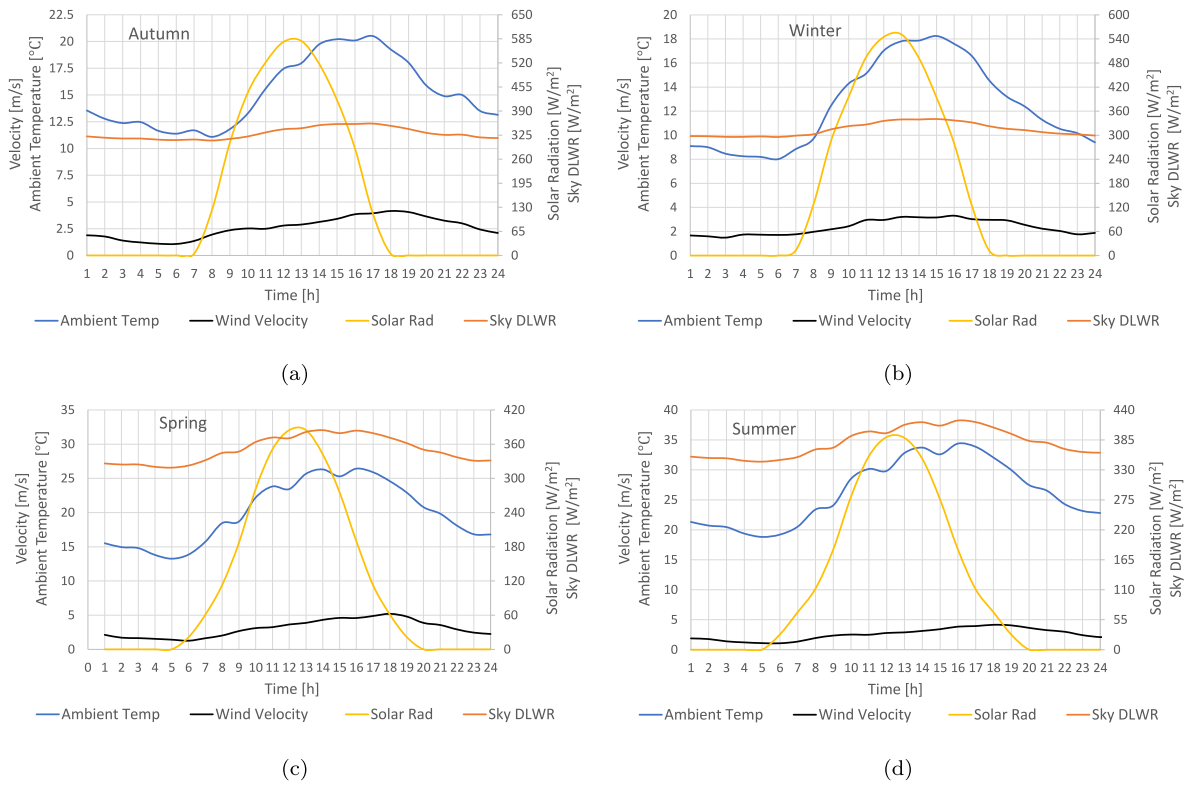 Autumn
Velocity [m/s]
Ambient Temperature [°C]
22.5
20
17.5
15
12.5
10
7.5
5
2.5
0
650
585
520
455
390
325
260
195
130
65
0
Solar Radiation [W/m²]
Sky DLWR [W/m²]
1 2 3 4 5 6 7 8 9 10 11 12 13 14 15 16 17 18 19 20 21 22 23 24
Time [h]
Ambient Temp Wind Velocity Solar Rad Sky DLWR
(a)
Winter
Velocity [m/s]
Ambient Temperature [°C]
20
18
16
14
12
10
8
6
4
2
0
600
540
480
420
360
300
240
180
120
60
0
Solar Radiation [W/m²]
Sky DLWR [W/m²]
1 2 3 4 5 6 7 8 9 10 11 12 13 14 15 16 17 18 19 20 21 22 23 24
Time [h]
Ambient Temp Wind Velocity Solar Rad Sky DLWR
(b)
Spring
Velocity [m/s]
Ambient Temperature [°C]
35
30
25
20
15
10
5
0
420
360
300
240
180
120
60
0
Solar Radiation [W/m²]
Sky DLWR [W/m²]
0 1 2 3 4 5 6 7 8 9 10 11 12 13 14 15 16 17 18 19 20 21 22 23 24
Time [h]
Ambient Temp Wind Velocity Solar Rad Sky DLWR
(c)
Summer
Velocity [m/s]
Ambient Temperature [°C]
40
35
30
25
20
15
10
5
0
440
385
330
275
220
165
110
55
0
Solar Radiation [W/m²]
Sky DLWR [W/m²]
1 2 3 4 5 6 7 8 9 10 11 12 13 14 15 16 17 18 19 20 21 22 23 24
Time [h]
Ambient Temp Wind Velocity Solar Rad Sky DLWR
(d)